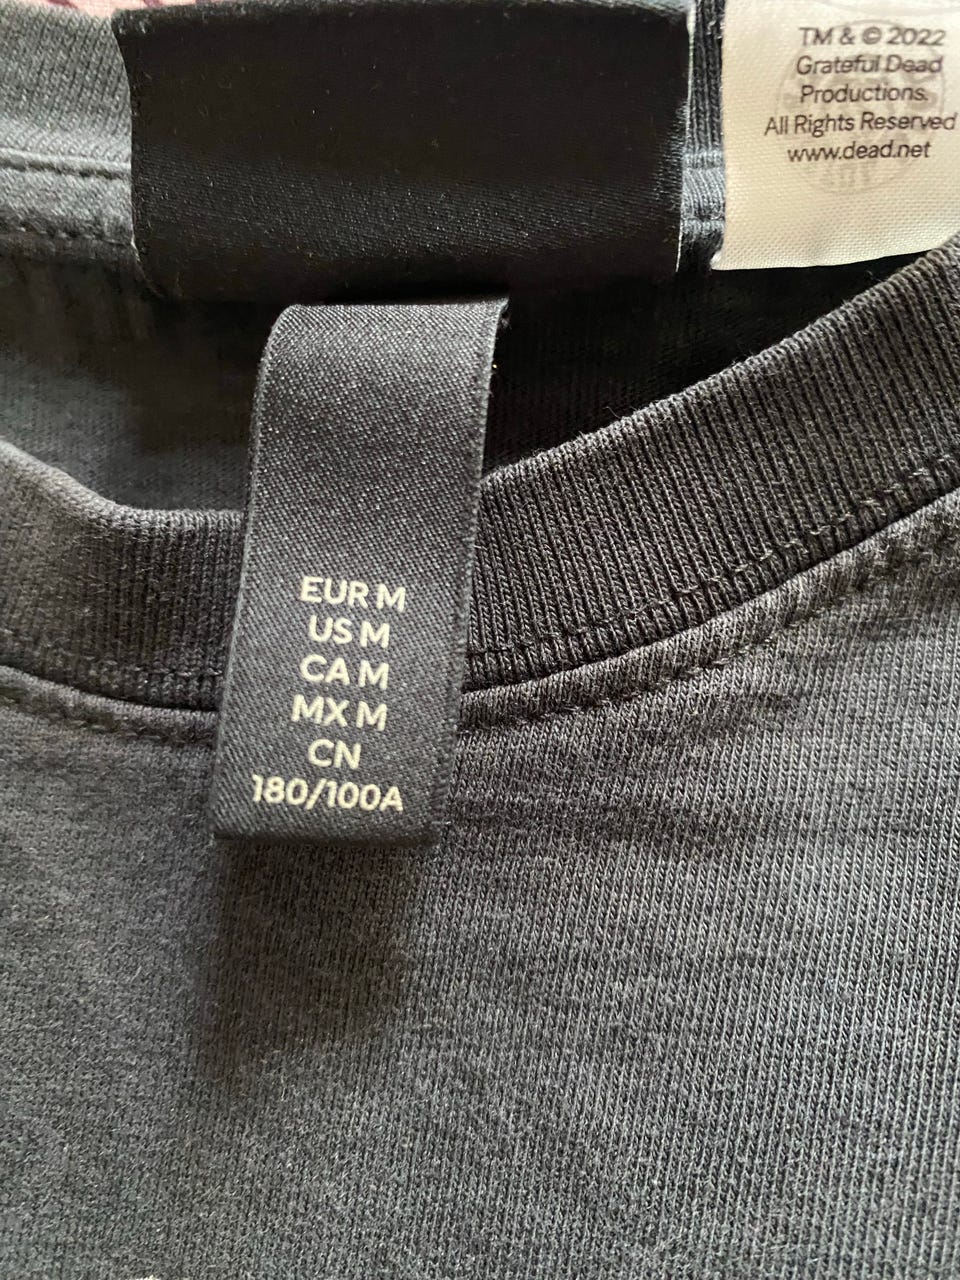 TM & © 2022
Grateful Dead
Productions.
All Rights Reserved
www.dead.net
EUR M
US M
CA M
MX M
CN
180/100A